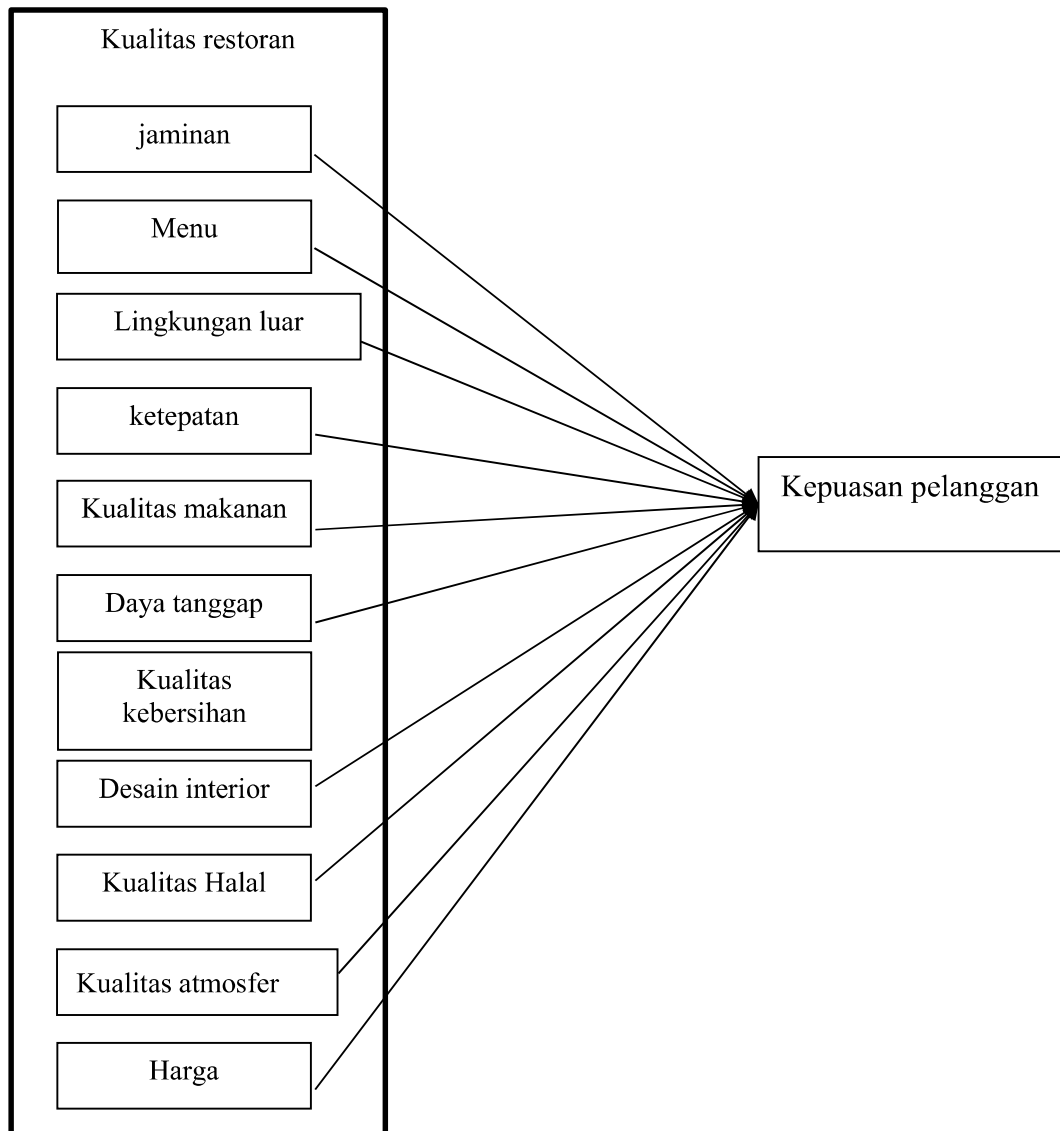 Kualitas restoran
jaminan
Menu
Lingkungan luar
ketepatan
Kualitas makanan
Daya tanggap
Kualitas
kebersihan
Desain interior
Kualitas Halal
Kualitas atmosfer
Harga
Kepuasan pelanggan